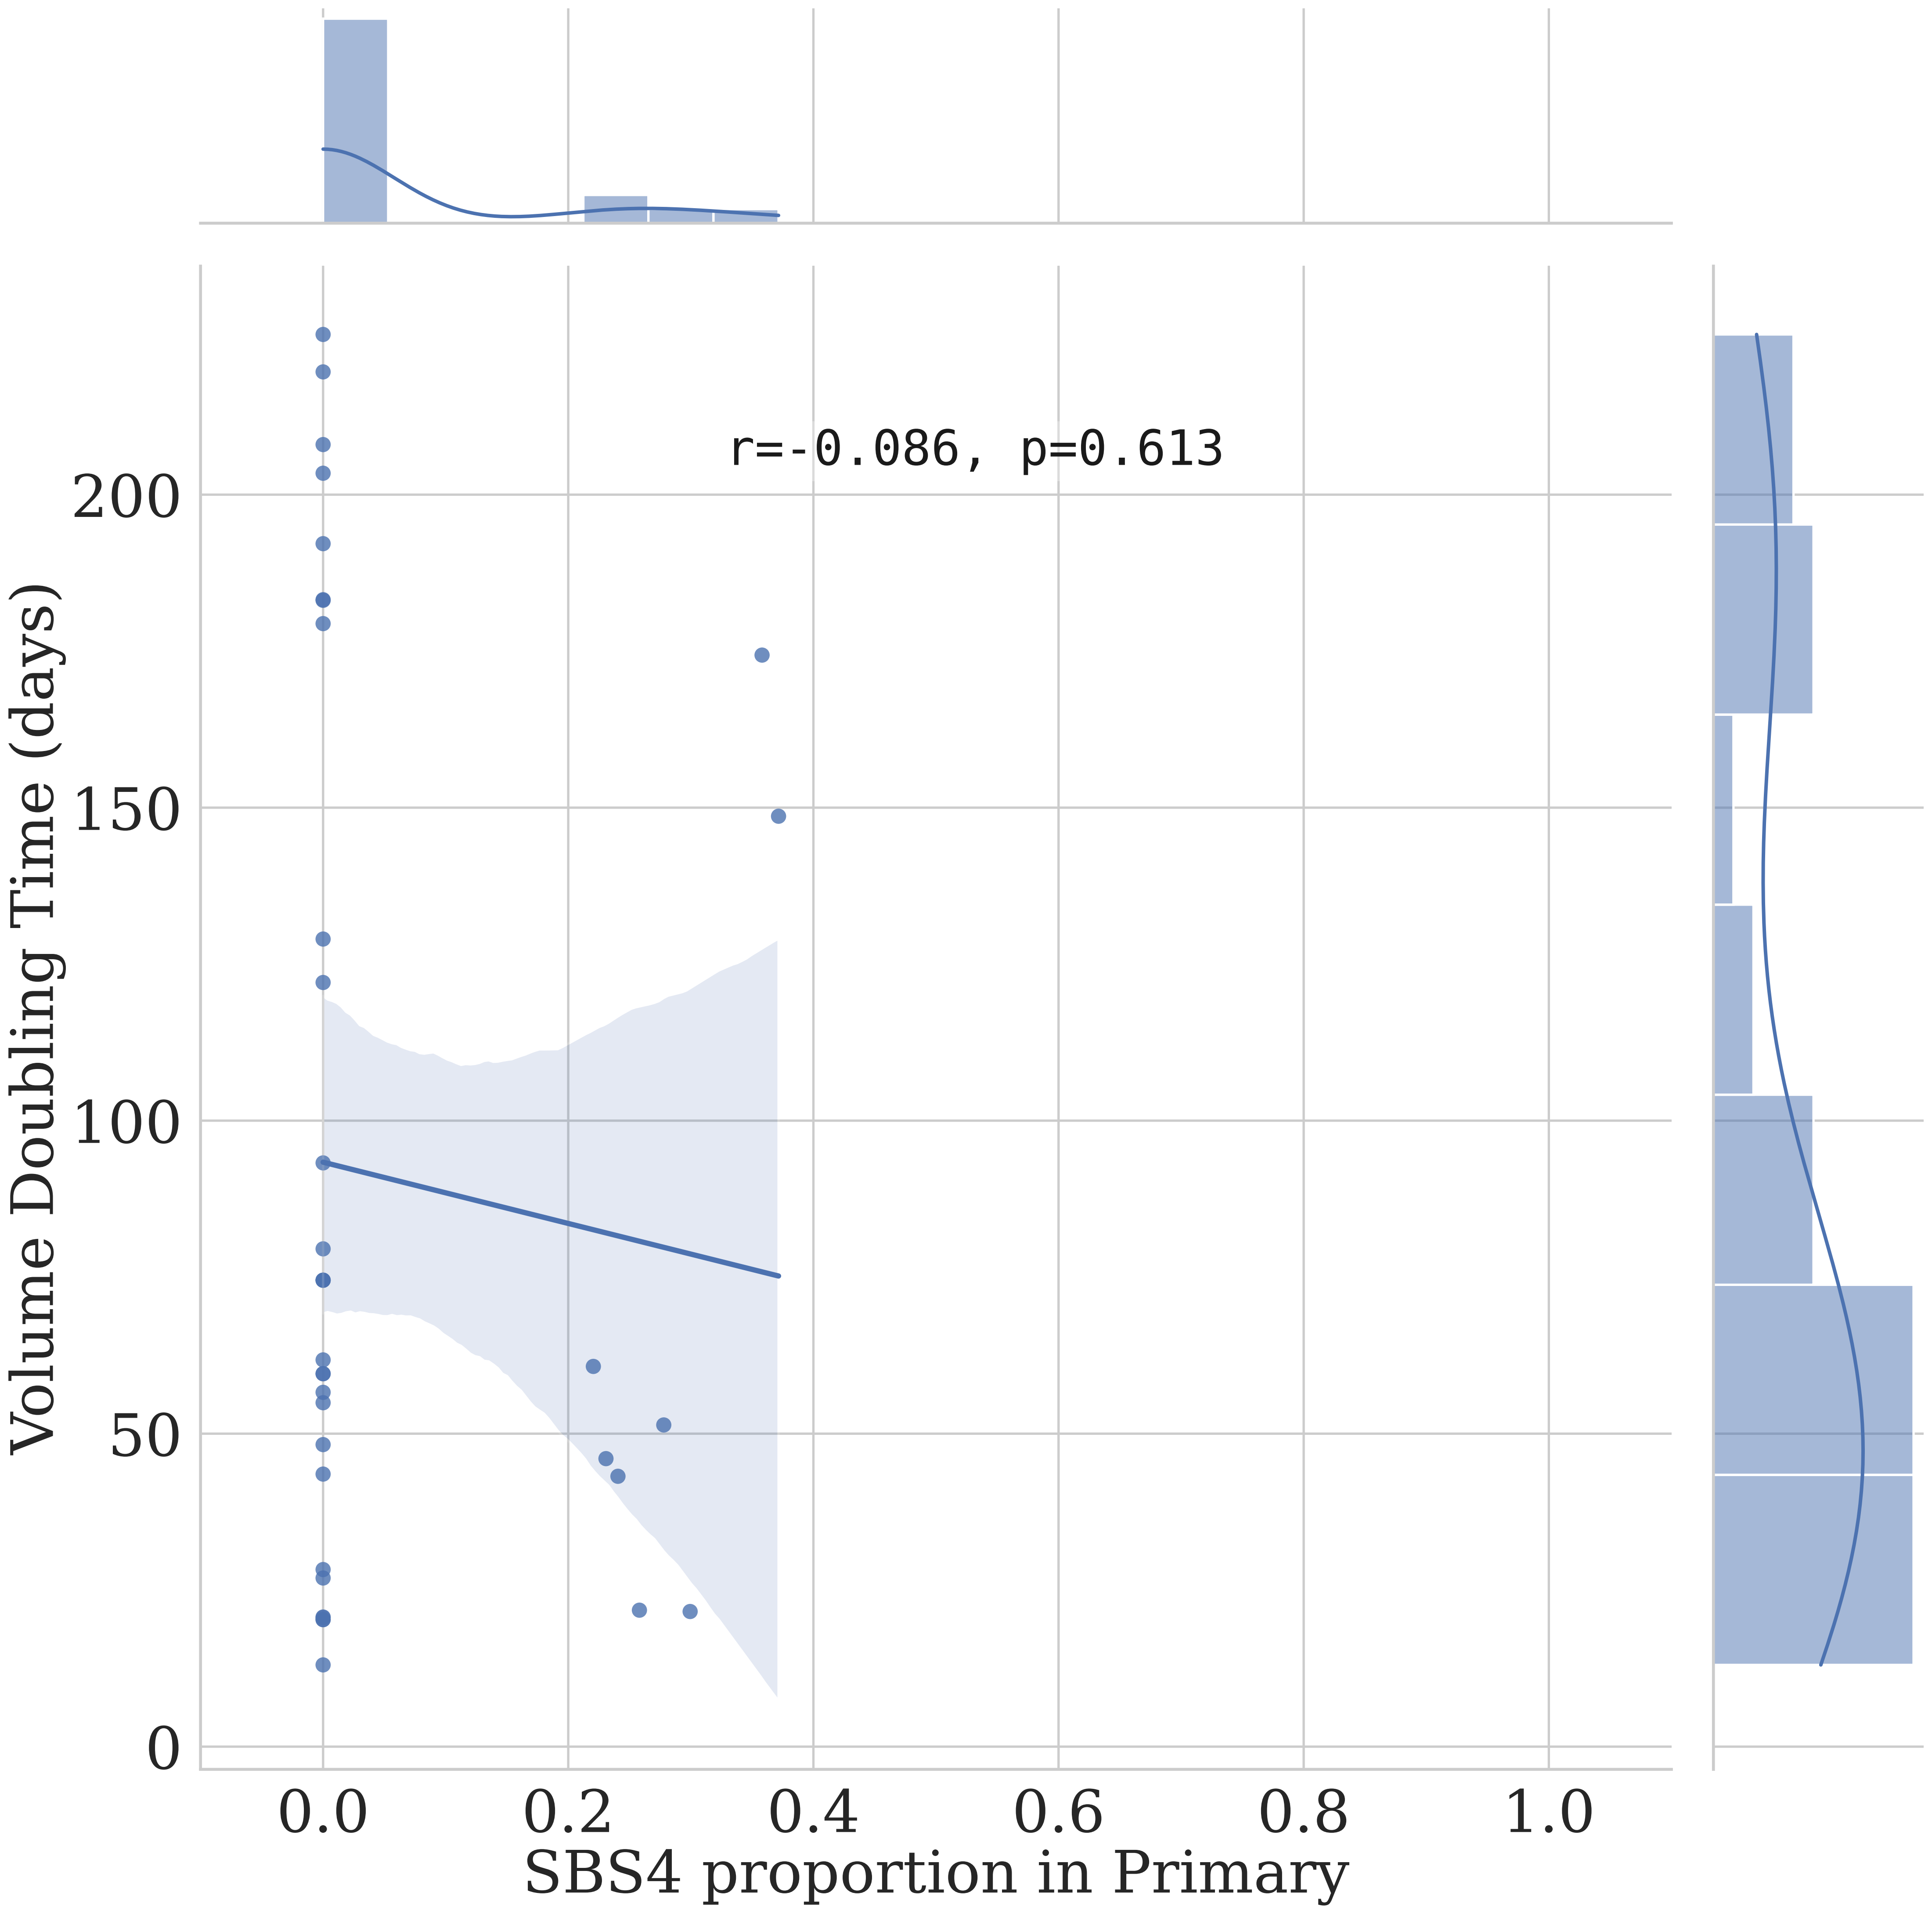 r=-0.086, p=0.613
Volume Doubling Time (days)
200
150
100
50
0
0.0 0.2 0.4 0.6 0.8 1.0
SBS4 proportion in Primary